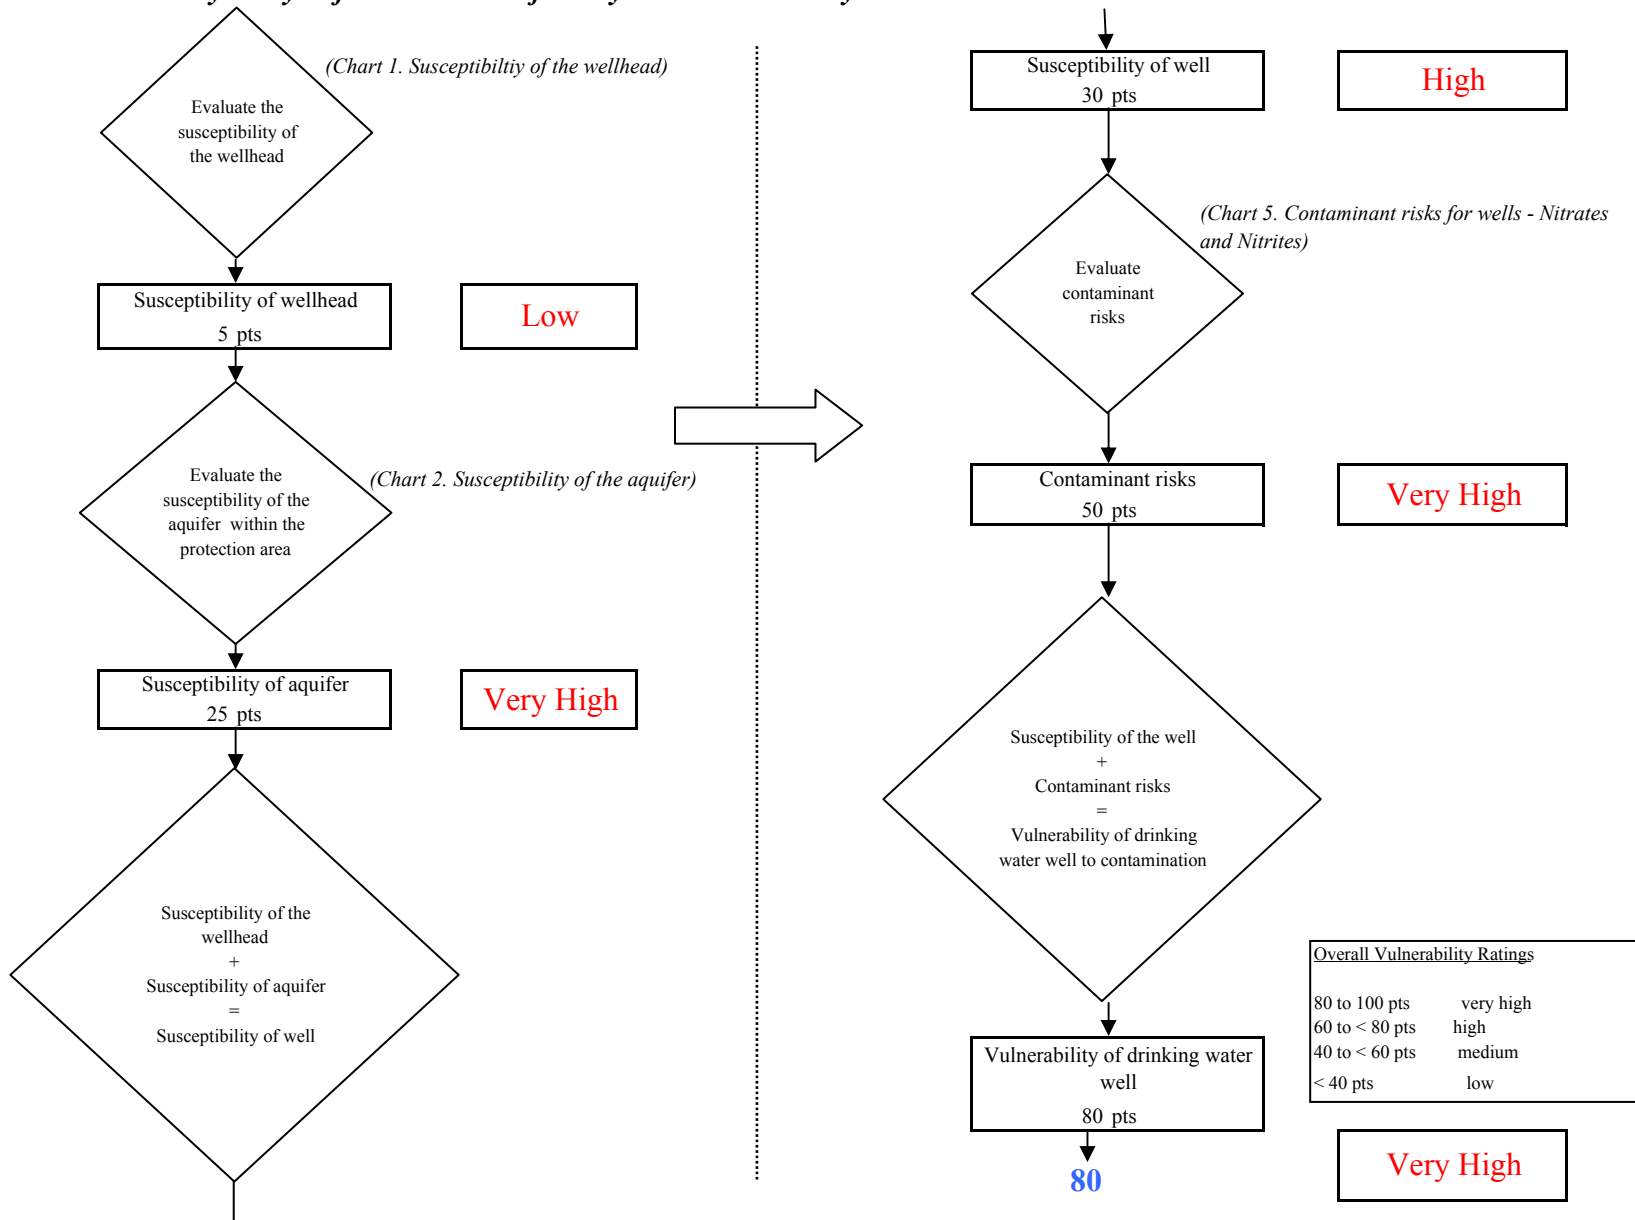 (Chart 1. Susceptibiltiy of the wellhead)
Evaluate the
susceptibility of
the wellhead
Susceptibility of wellhead
5 pts
Low
Evaluate the
susceptibility of the
aquifer within the
protection area
(Chart 2. Susceptibility of the aquifer)
Susceptibility of aquifer
25 pts
Very High
Susceptibility of the
wellhead
+
Susceptibility of aquifer
=
Susceptibility of well
Susceptibility of well
30 pts
High
(Chart 5. Contaminant risks for wells - Nitrates
and Nitrites)
Evaluate
contaminant
risks
Contaminant risks
50 pts
Very High
Susceptibility of the well
+
Contaminant risks
=
Vulnerability of drinking
water well to contamination
Vulnerability of drinking water
well
80 pts
80
Overall Vulnerability Ratings
80 to 100 pts very high
60 to < 80 pts high
40 to < 60 pts medium
< 40 pts low
Very High